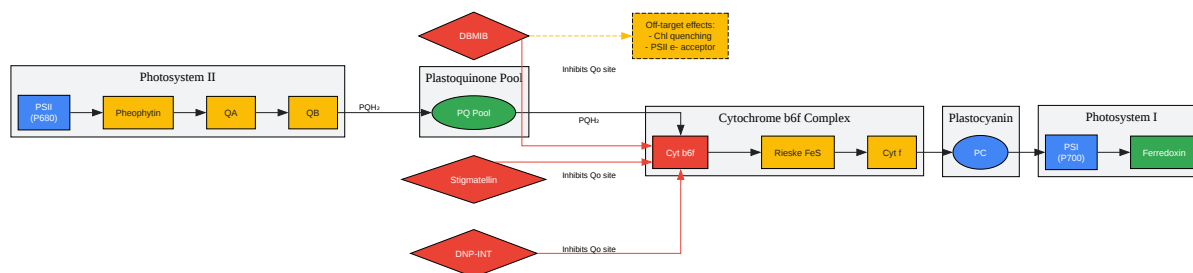 DBMIB
Off-target effects:
- Chl quenching
- PSII e- acceptor
Inhibits Qo site
Photosystem II
Plastoquinone Pool
PSII
(P680)
Pheophytin
QA
QB
PQH₂
PQ Pool
PQH₂
Cytochrome b6f Complex
Cyt b6f
Rieske FeS
Cyt f
Plastocyanin
PC
Photosystem I
PSI
(P700)
Ferredoxin
Stigmatellin
Inhibits Qo site
DNP-INT
Inhibits Qo site